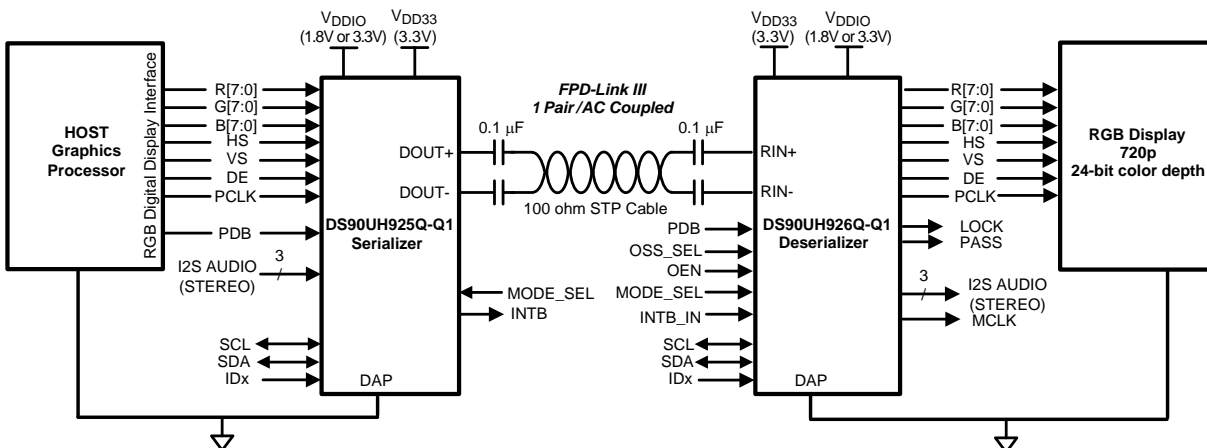 VDDIO
(1.8V or 3.3V)
VDD33
(3.3V)
VDD33
(3.3V)
VDDIO
(1.8V or 3.3V)
HOST
Graphics
Processor
RGB Digital Display Interface
R[7:0]
G[7:0]
B[7:0]
HS
VS
DE
PCLK
PDB
3
I2S AUDIO
(STEREO)
SCL
SDA
IDx
DOUT+
DOUT-
DS90UH925Q-Q1
Serializer
DAP
MODE_SEL
INTB
FPD-Link III
1 Pair /AC Coupled
0.1 μF
0.1 μF
100 ohm STP Cable
PDB
OSS_SEL
OEN
MODE_SEL
INTB_IN
SCL
SDA
IDx
RIN+
RIN-
DS90UH926Q-Q1
Deserializer
DAP
R[7:0]
G[7:0]
B[7:0]
HS
VS
DE
PCLK
LOCK
PASS
3
I2S AUDIO
(STEREO)
MCLK
RGB Display
720p
24-bit color depth